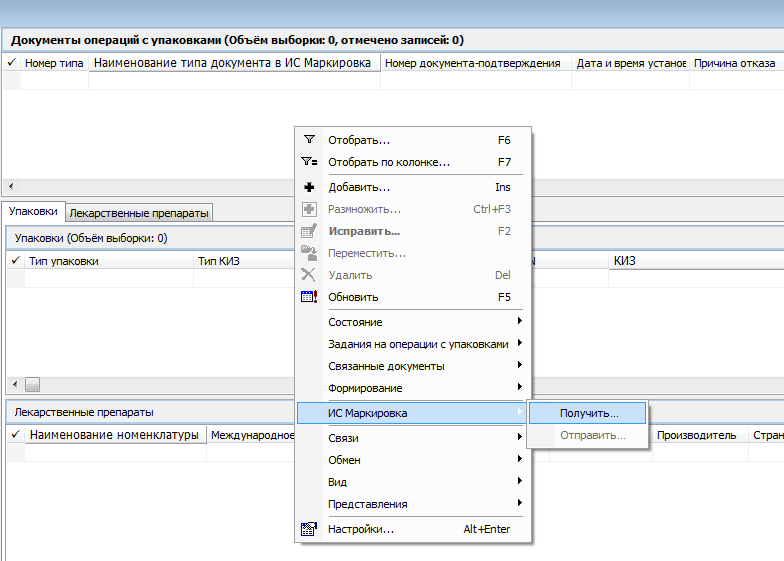 Документы операций с упаковками (Объём выборки: 0, отмечено записей: 0)
Номер типа Наименование типа документа в ИС Маркировка Номер документа-подтверждения Дата и время установ Причина отказа
Отобрать... F6
Отобрать по колонке... F7
Добавить... Ins
Размножить... Ctrl+F3
Исправить... F2
Переместить...
Удалить Del
Обновить F5
Состояние
Задания на операции с упаковками
Связанные документы
Формирование
ИС Маркировка
Получить...
Отправить...
Связи
Обмен
Вид
Представления
Настройки... Alt+Enter
Упаковки Лекарственные препараты
Упаковки (Объём выборки: 0)
Тип упаковки Тип КИЗ N КИЗ
Лекарственные препараты
Наименование номенклатуры Международное Производитель Стран